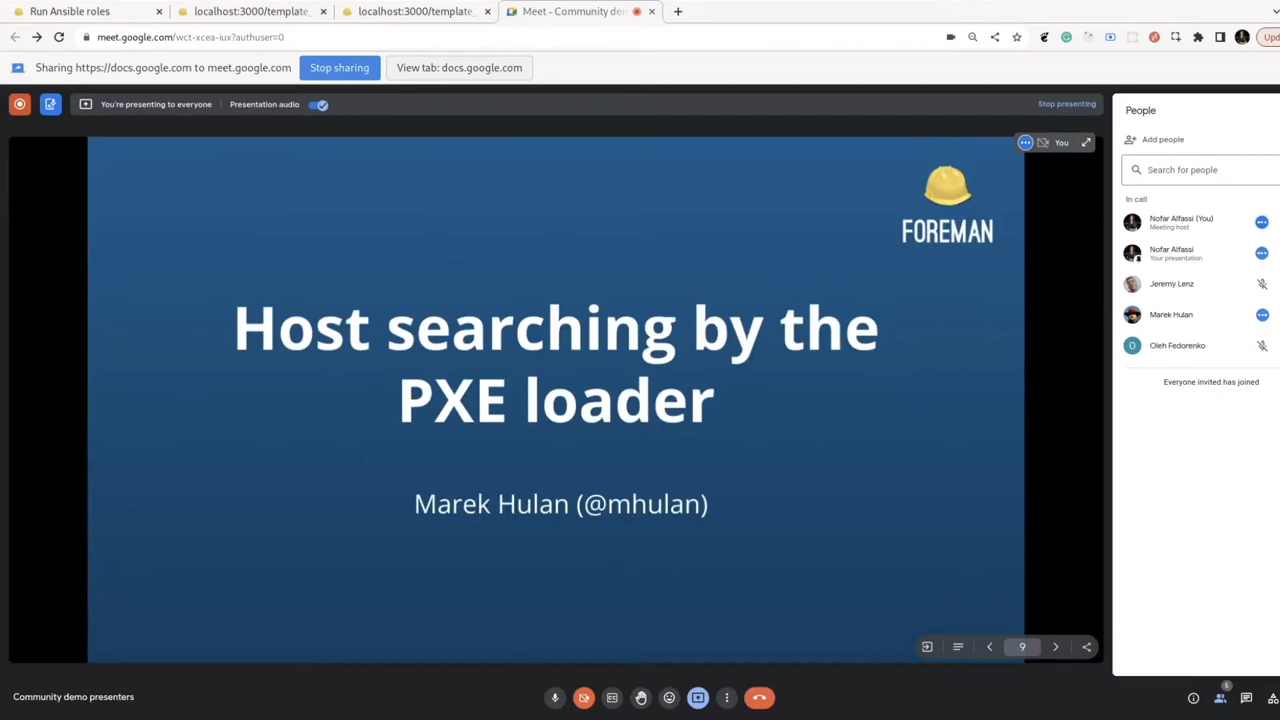 Run Ansible roles
localhost:3000/template_
localhost:3000/template_
Meet - Community den
meet.google.com/wct-xcea-iux?authuser=0
Sharing https://docs.google.com to meet.google.com
Stop sharing
View tab: docs.google.com
You're presenting to everyone
Presentation audio
Stop presenting
You
FOREMAN
Host searching by the
PXE loader
Marek Hulan (@mhulan)
9
People
Add people
Search for people
In call
Nofar Alfassi (You)
Meeting host
Nofar Alfassi
Your presentation
Jeremy Lenz
Marek Hulan
O
Oleh Fedorenko
Everyone invited has joined
Community demo presenters
5